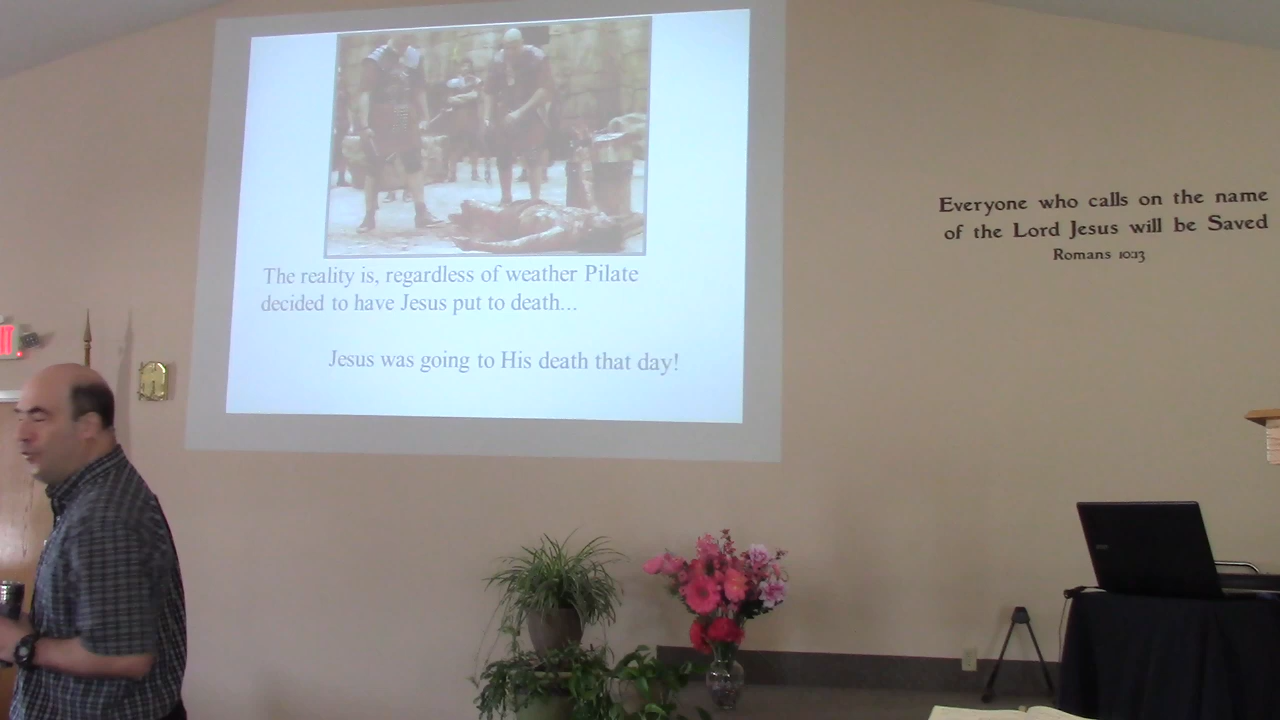 The reality is, regardless of weather Pilate
decided to have Jesus put to death...
Jesus was going to His death that day!
Everyone who calls on the name
of the Lord Jesus will be Saved
Romans 10:13